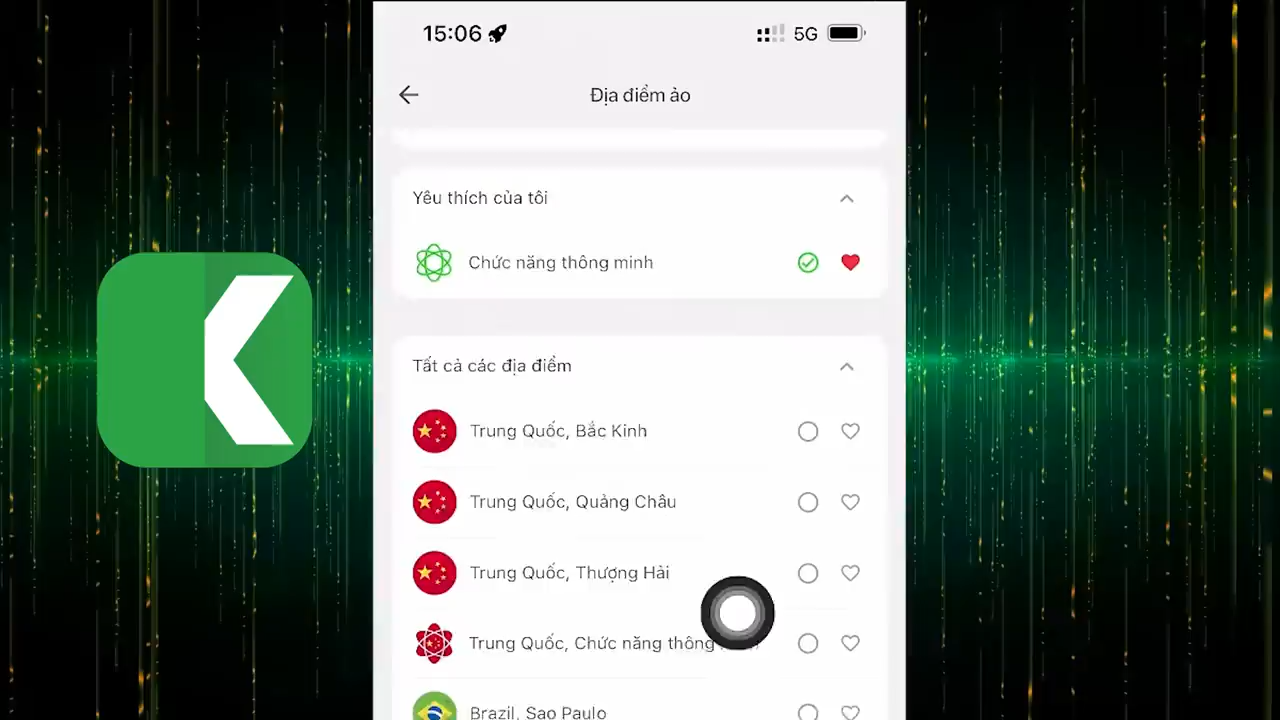 15:06
5G
Địa điểm ảo
Yêu thích của tôi
Chức năng thông minh
Tất cả các địa điểm
Trung Quốc, Bắc Kinh
Trung Quốc, Quảng Châu
Trung Quốc, Thượng Hải
Trung Quốc, Chức năng thông
Brazil, Sao Paulo